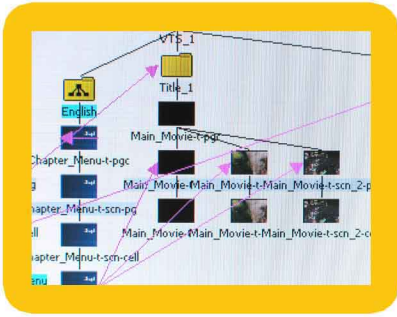 VTS_1
English
Title_1
Main_Movie-t-pgc
Chapter_Menu-t-pgc
Main_Movie-t-
Main_Movie-t-
Main_Movie-t-scn_2-p
hapter_Menu-t-scn-pg
Main_Movie-t-
Main_Movie-t-
Main_Movie-t-scn_2-c
ell
apter_Menu-t-scn-cell
enu